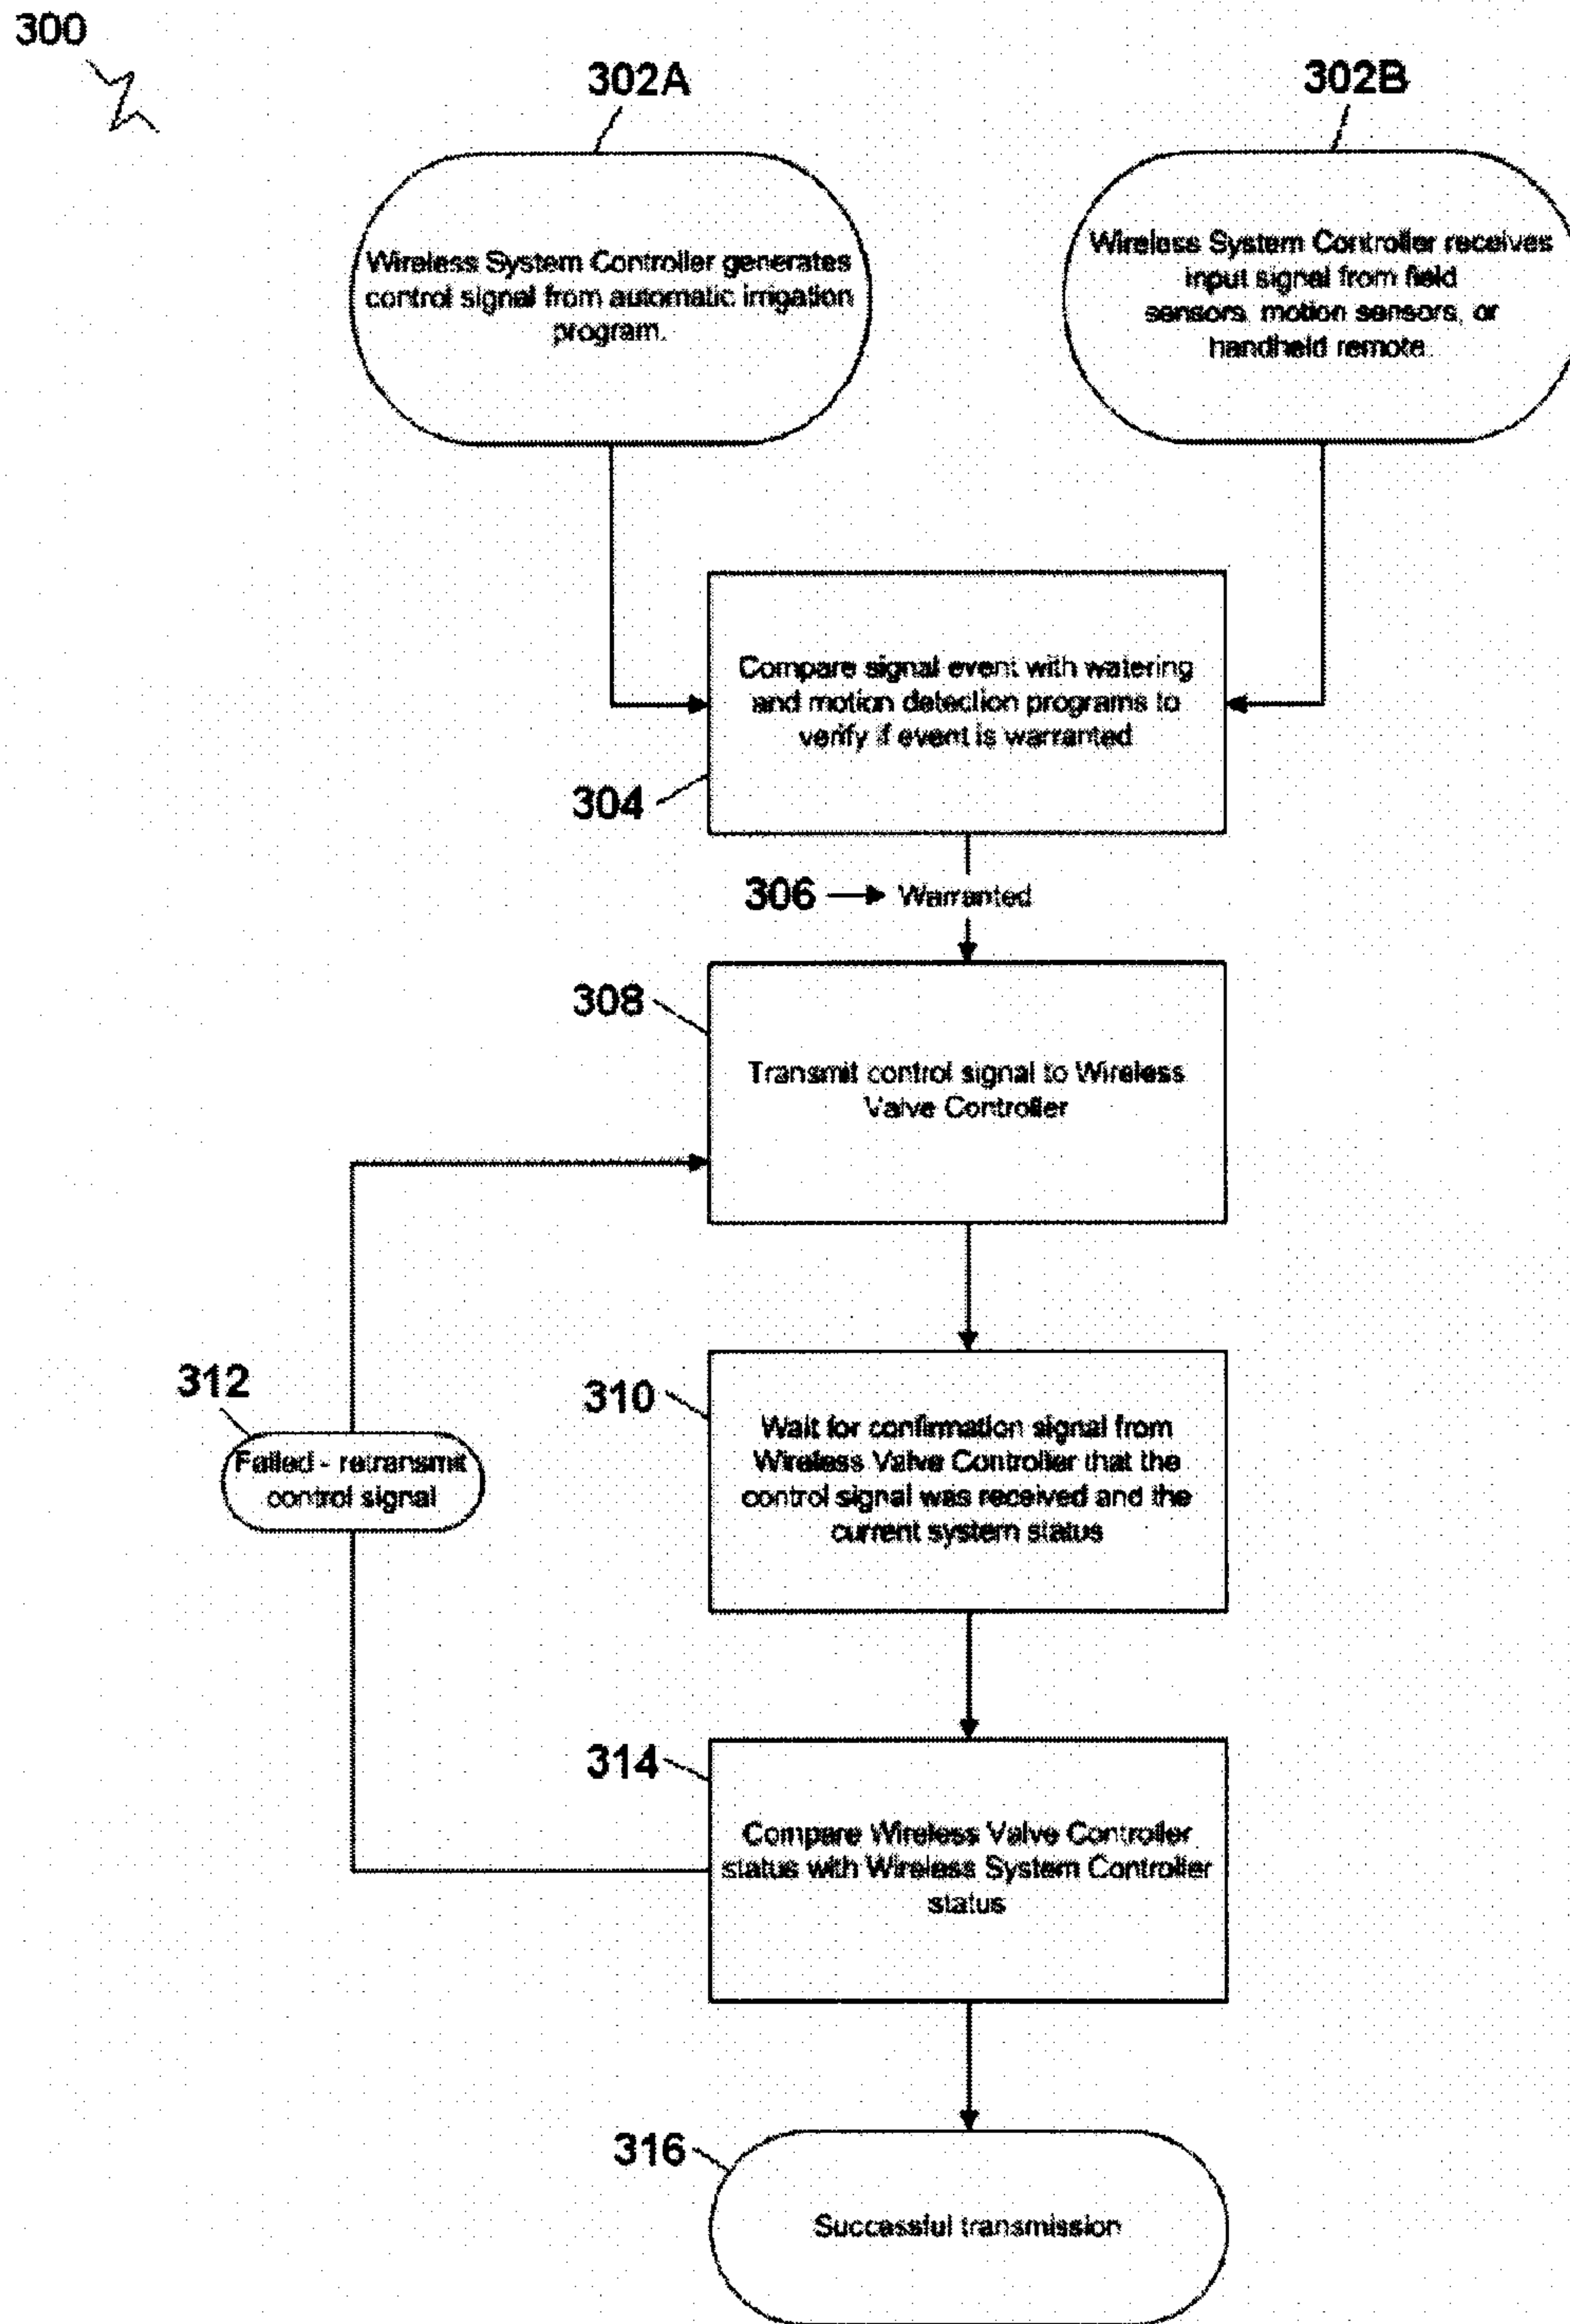 300
302A
302B
Wireless System Controller generates
control signal from automatic irrigation
program.
Wireless System Controller receives
input signal from field
sensors, motion sensors, or
handheld remote.
Compare signal event with watering
and motion detection programs to
verify if event is warranted
304
306
Warranted
308
Transmit control signal to Wireless
Valve Controller
312
Failed - retransmit
control signal
310
Wait for confirmation signal from
Wireless Valve Controller that the
control signal was received and the
current system status
314
Compare Wireless Valve Controller
status with Wireless System Controller
status
316
Successful transmission